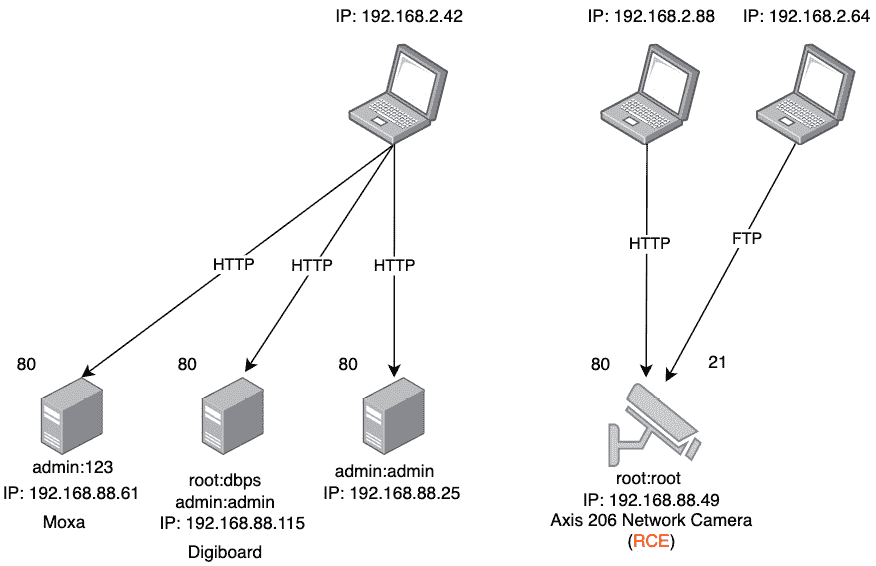 IP: 192.168.2.42
IP: 192.168.2.88
IP: 192.168.2.64
HTTP
HTTP
HTTP
HTTP
FTP
80
80
80
80
21
admin:123
IP: 192.168.88.61
Moxa
root:dbps
admin:admin
IP: 192.168.88.115
Digiboard
admin:admin
IP: 192.168.88.25
root:root
IP: 192.168.88.49
Axis 206 Network Camera
(RCE)